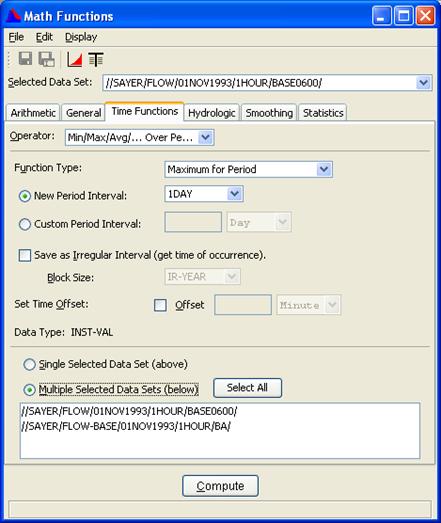 Math Functions
File Edit Display
Selected Data Set: //SAYER/FLOW/01NOV1993/1HOUR/BASE0600/
Arithmetic General Time Functions Hydrologic Smoothing Statistics
Operator: Min/Max/Avg/... Over Pe...
Function Type: Maximum for Period
New Period Interval: 1DAY
Custom Period Interval: Day
Save as Irregular Interval (get time of occurrence).
Block Size: IR-YEAR
Set Time Offset: Offset Minute
Data Type: INST-VAL
Single Selected Data Set (above)
Multiple Selected Data Sets (below) Select All
//SAYER/FLOW/01NOV1993/1HOUR/BASE0600/
//SAYER/FLOW-BASE/01NOV1993/1HOUR/BA/
Compute